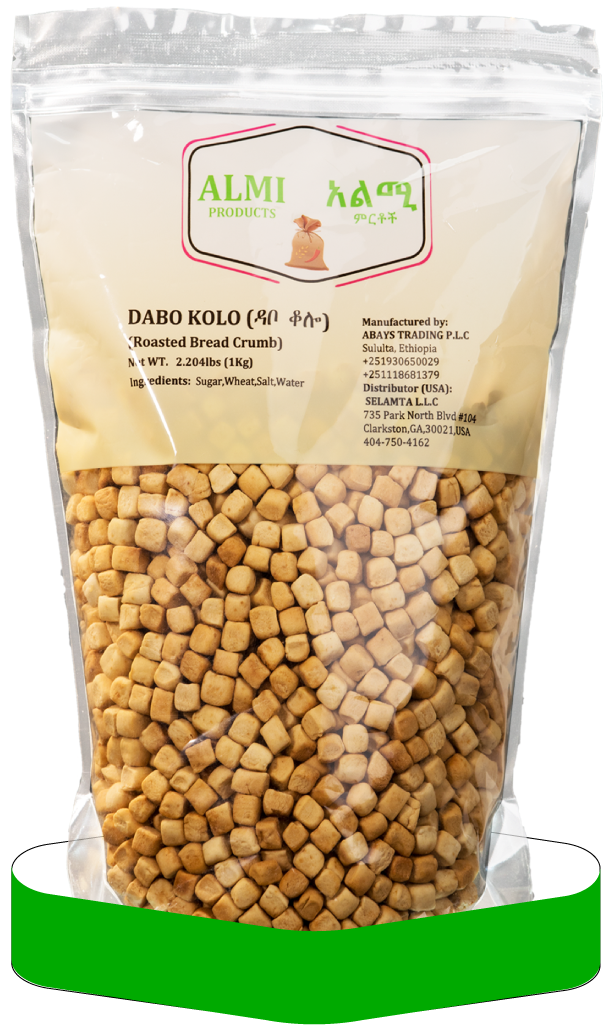 ALMI አልሚ
PRODUCTS ምርቶች
DABO KOLO (ዳቦ ቆሎ)
(Roasted Bread Crumb)
Net WT. 2.204lbs (1Kg)
Ingredients: Sugar,Wheat,Salt,Water
Manufactured by:
ABAYS TRADING P.L.C
Sululta, Ethiopia
+251930650029
+251118681379
Distributor (USA):
SELAMTA L.L.C
735 Park North Blvd #104
Clarkston,GA,30021,USA
404-750-4162